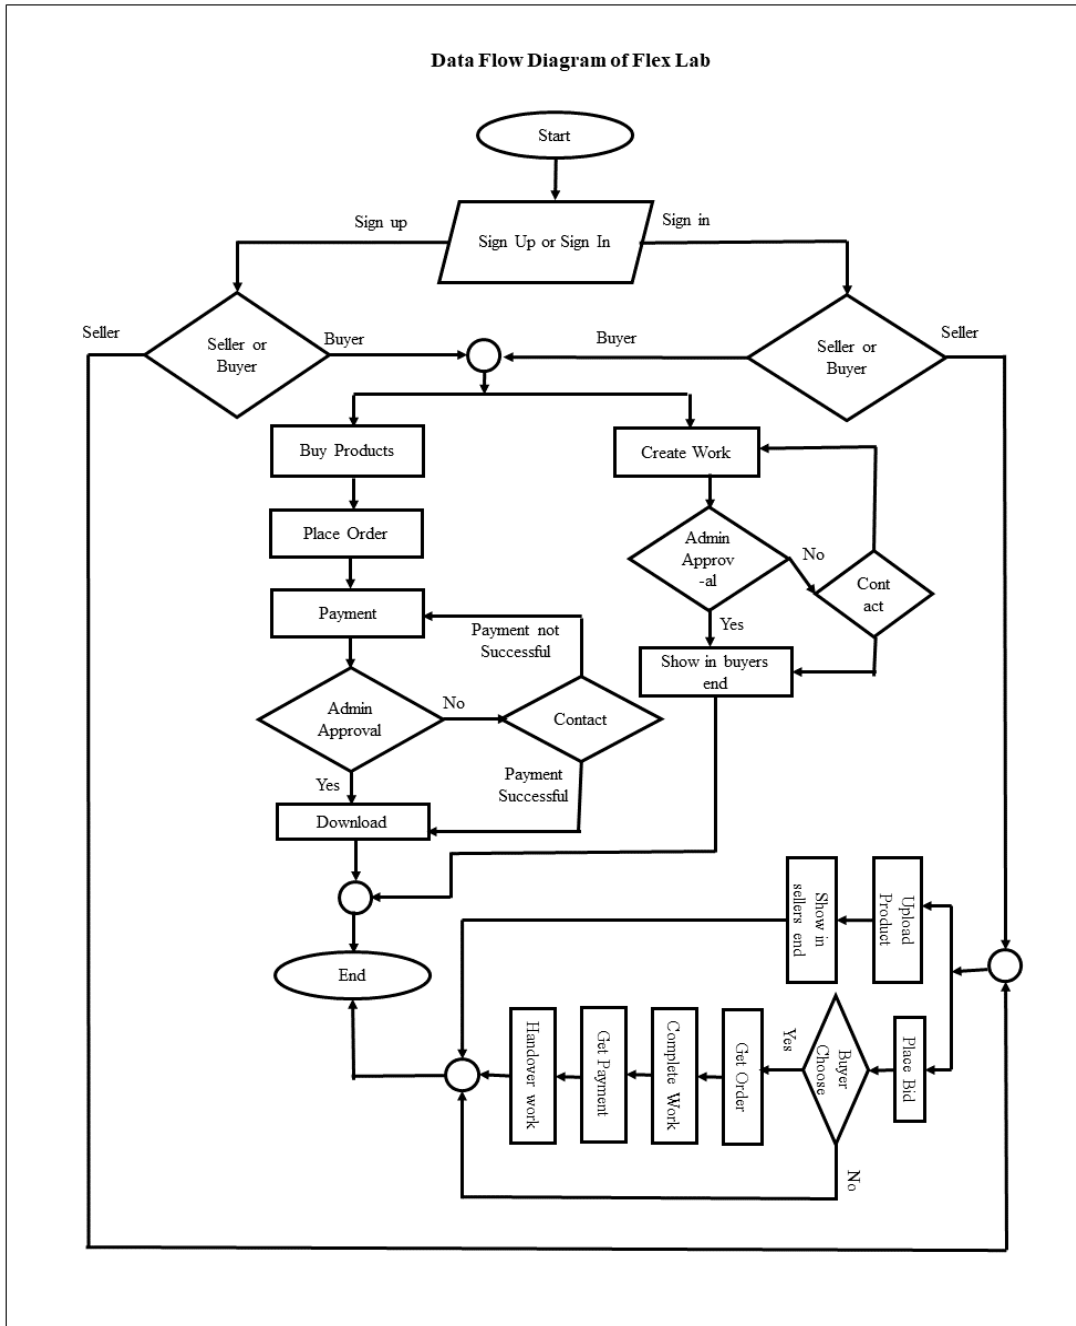 Data Flow Diagram of Flex Lab
Start
Sign up
Sign Up or Sign In
Sign in
Seller
Seller or
Buyer
Buyer
Buyer
Seller or
Buyer
Seller
Buy Products
Create Work
Place Order
Admin
Approv
-al
No
Cont
act
Payment
Payment not
Successful
Yes
Show in buyers
end
Admin
Approval
No
Contact
Yes
Payment
Successful
Download
Show in
sellers end
Upload
Product
End
Handover work
Get Payment
Complete Work
Get Order
Yes
Buyer
Choose
Place Bid
No